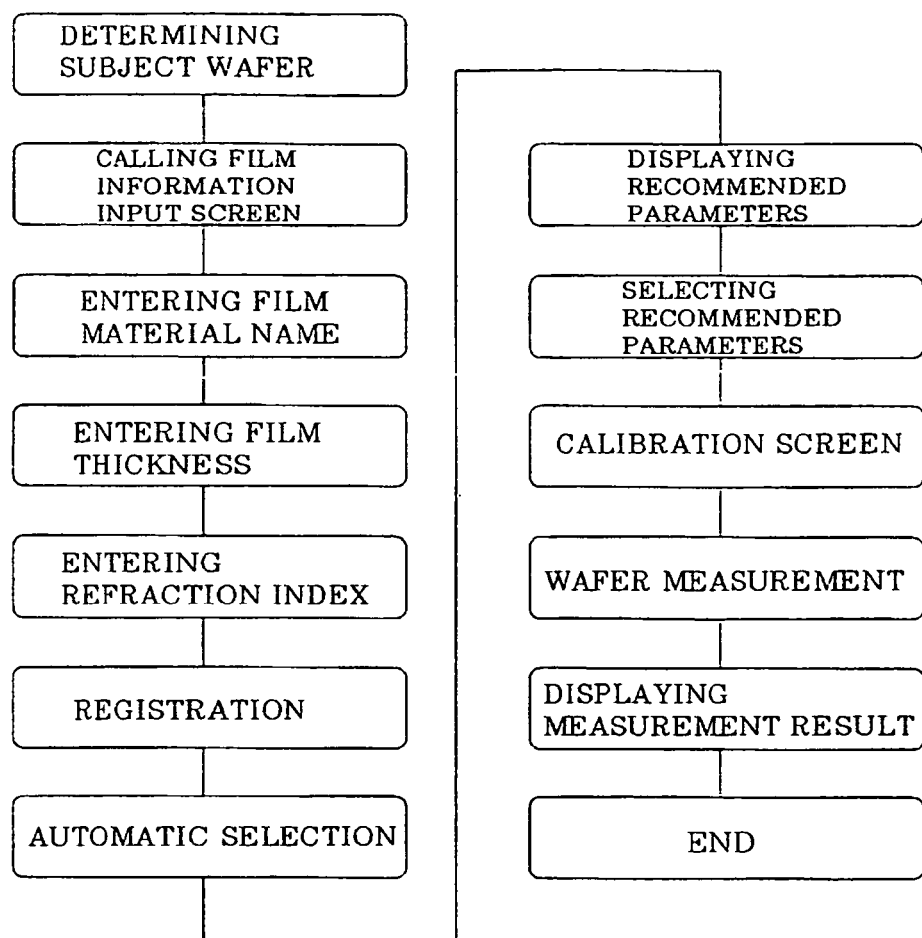 DETERMINING
SUBJECT WAFER
CALLING FILM
INFORMATION
INPUT SCREEN
ENTERING FILM
MATERIAL NAME
ENTERING FILM
THICKNESS
ENTERING
REFRACTION INDEX
REGISTRATION
AUTOMATIC SELECTION
DISPLAYING
RECOMMENDED
PARAMETERS
SELECTING
RECOMMENDED
PARAMETERS
CALIBRATION SCREEN
WAFER MEASUREMENT
DISPLAYING
MEASUREMENT RESULT
END